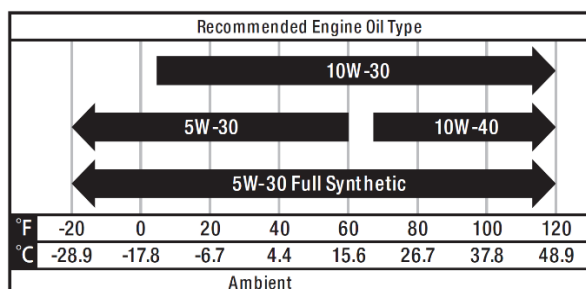 Recommended Engine Oil Type
10W-30
5W-30 10W-40
5W-30 Full Synthetic
°F -20 0 20 40 60 80 100 120
°C -28.9 -17.8 -6.7 4.4 15.6 26.7 37.8 48.9
Ambient